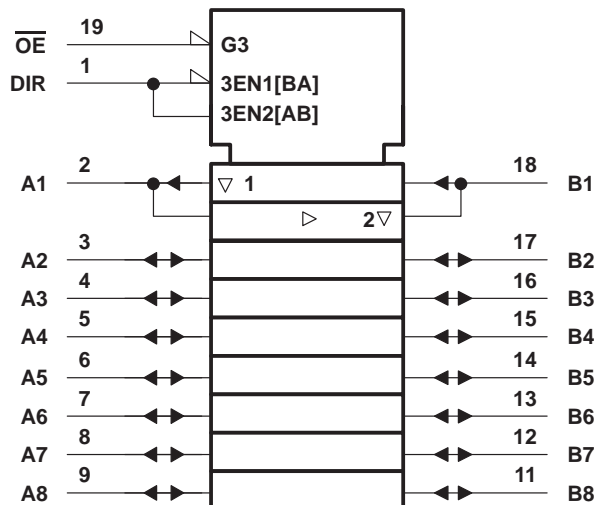 OE 19 G3
DIR 1 3EN1[BA]
3EN2[AB]
A1 2 ▽ 1 18 B1
▷ 2▽
A2 3 17 B2
A3 4 16 B3
A4 5 15 B4
A5 6 14 B5
A6 7 13 B6
A7 8 12 B7
A8 9 11 B8